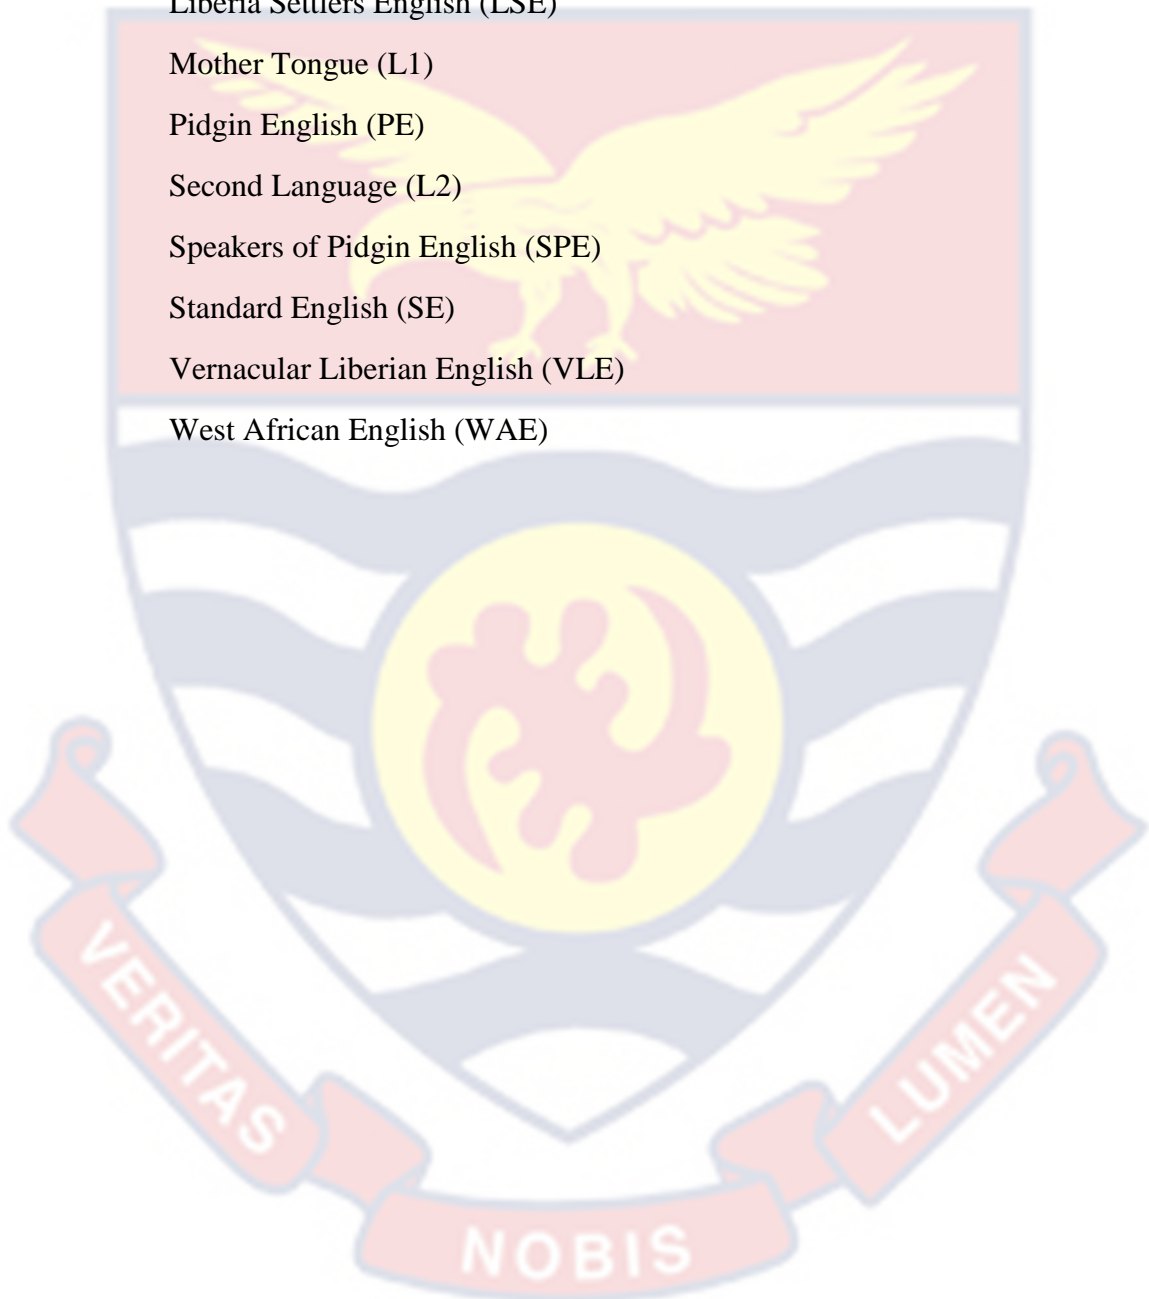 Liberia Settlers English (LSE)
Mother Tongue (L1)
Pidgin English (PE)
Second Language (L2)
Speakers of Pidgin English (SPE)
Standard English (SE)
Vernacular Liberian English (VLE)
West African English (WAE)
VERITAS
NOBIS
LUMEN